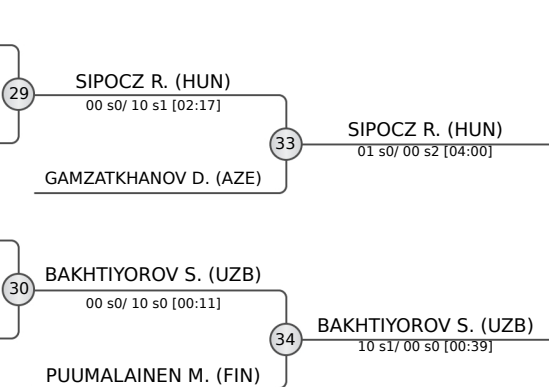 29
SIPOCZ R. (HUN)
00 s0/ 10 s1 [02:17]
33
SIPOCZ R. (HUN)
01 s0/ 00 s2 [04:00]
GAMZATKHANOV D. (AZE)
30
BAKHTIYOROV S. (UZB)
00 s0/ 10 s0 [00:11]
34
BAKHTIYOROV S. (UZB)
10 s1/ 00 s0 [00:39]
PUUMALAINEN M. (FIN)